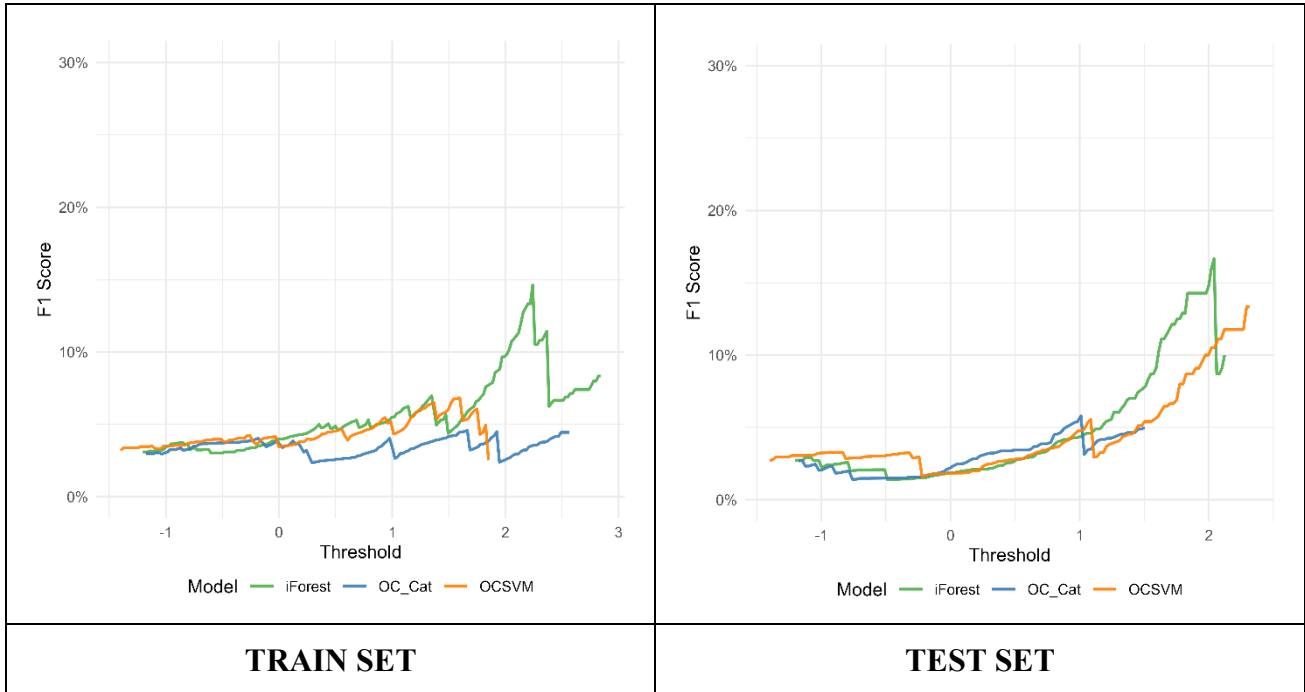 30%
20%
10%
0%
F1 Score
-1
0
1
2
3
Threshold
Model iForest OC_Cat OCSVM
TRAIN SET
30%
20%
10%
0%
F1 Score
-1
0
1
2
Threshold
Model iForest OC_Cat OCSVM
TEST SET